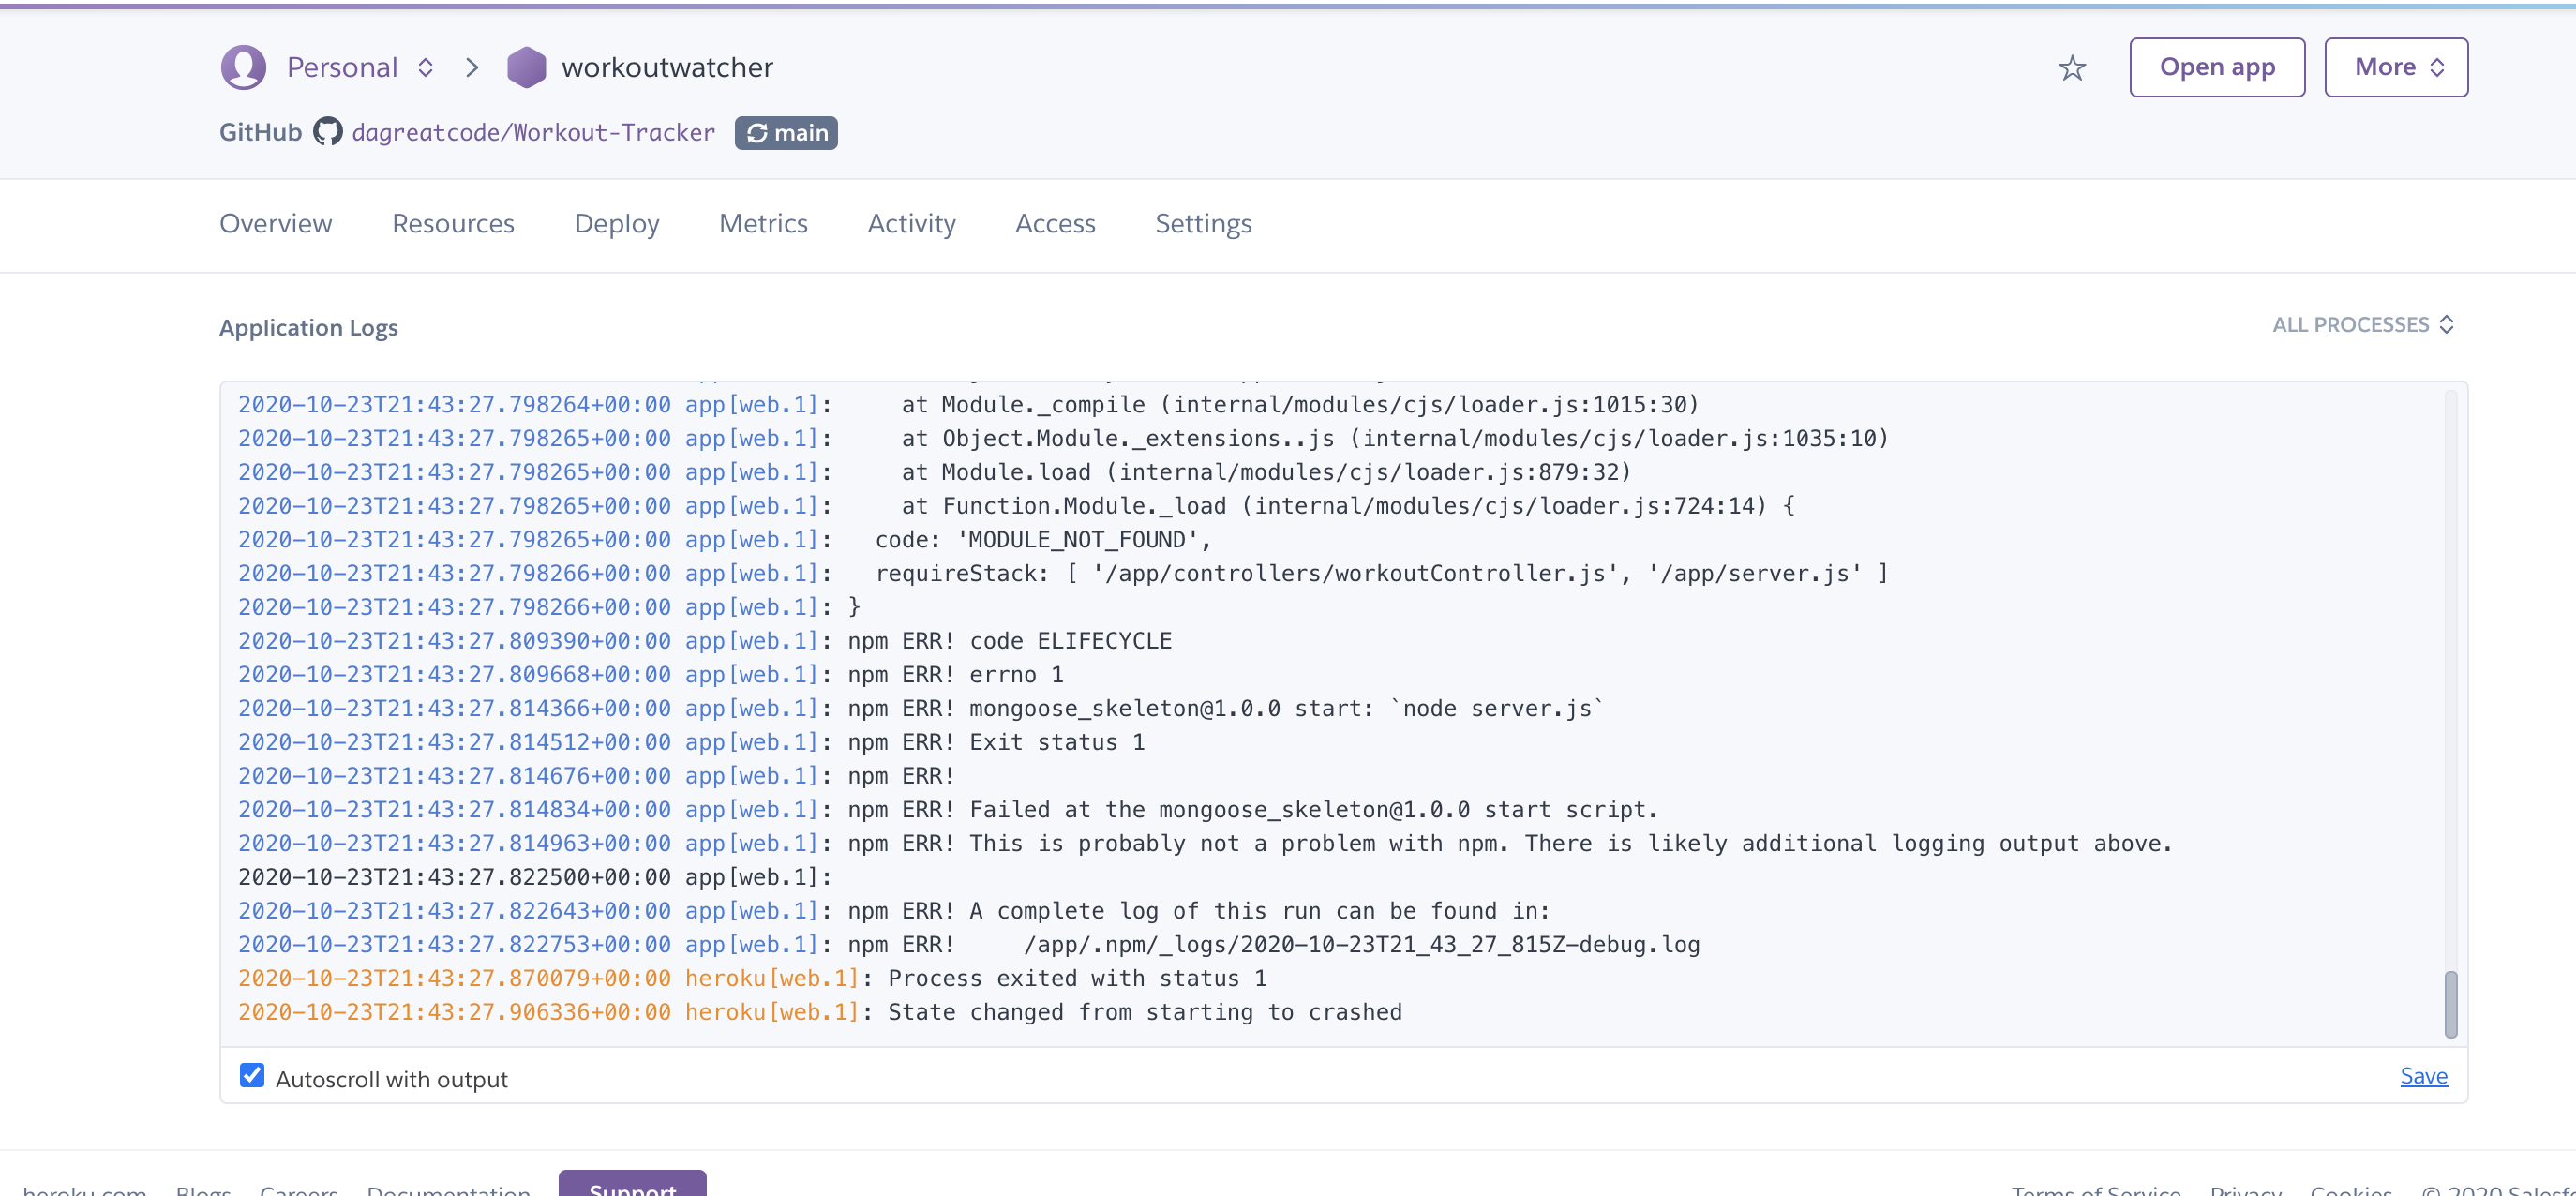 Personal > workoutwatcher
Open app
More
GitHub dagreatcode/Workout-Tracker main
Overview Resources Deploy Metrics Activity Access Settings
Application Logs
ALL PROCESSES
2020-10-23T21:43:27.798264+00:00 app[web.1]:     at Module._compile (internal/modules/cjs/loader.js:1015:30)
2020-10-23T21:43:27.798265+00:00 app[web.1]:     at Object.Module._extensions..js (internal/modules/cjs/loader.js:1035:10)
2020-10-23T21:43:27.798265+00:00 app[web.1]:     at Module.load (internal/modules/cjs/loader.js:879:32)
2020-10-23T21:43:27.798265+00:00 app[web.1]:     at Function.Module._load (internal/modules/cjs/loader.js:724:14) {
2020-10-23T21:43:27.798265+00:00 app[web.1]:   code: 'MODULE_NOT_FOUND',
2020-10-23T21:43:27.798266+00:00 app[web.1]:   requireStack: [ '/app/controllers/workoutController.js', '/app/server.js' ]
2020-10-23T21:43:27.798266+00:00 app[web.1]: }
2020-10-23T21:43:27.809390+00:00 app[web.1]: npm ERR! code ELIFECYCLE
2020-10-23T21:43:27.809668+00:00 app[web.1]: npm ERR! errno 1
2020-10-23T21:43:27.814366+00:00 app[web.1]: npm ERR! mongoose_skeleton@1.0.0 start: `node server.js`
2020-10-23T21:43:27.814512+00:00 app[web.1]: npm ERR! Exit status 1
2020-10-23T21:43:27.814676+00:00 app[web.1]: npm ERR!
2020-10-23T21:43:27.814834+00:00 app[web.1]: npm ERR! Failed at the mongoose_skeleton@1.0.0 start script.
2020-10-23T21:43:27.814963+00:00 app[web.1]: npm ERR! This is probably not a problem with npm. There is likely additional logging output above.
2020-10-23T21:43:27.822500+00:00 app[web.1]:
2020-10-23T21:43:27.822643+00:00 app[web.1]: npm ERR! A complete log of this run can be found in:
2020-10-23T21:43:27.822753+00:00 app[web.1]: npm ERR!     /app/.npm/_logs/2020-10-23T21_43_27_815Z-debug.log
2020-10-23T21:43:27.870079+00:00 heroku[web.1]: Process exited with status 1
2020-10-23T21:43:27.906336+00:00 heroku[web.1]: State changed from starting to crashed
Autoscroll with output
Save
heroku.com Blogs Careers Documentation Support Terms of Service Privacy Cookies © 2020 Salesfo